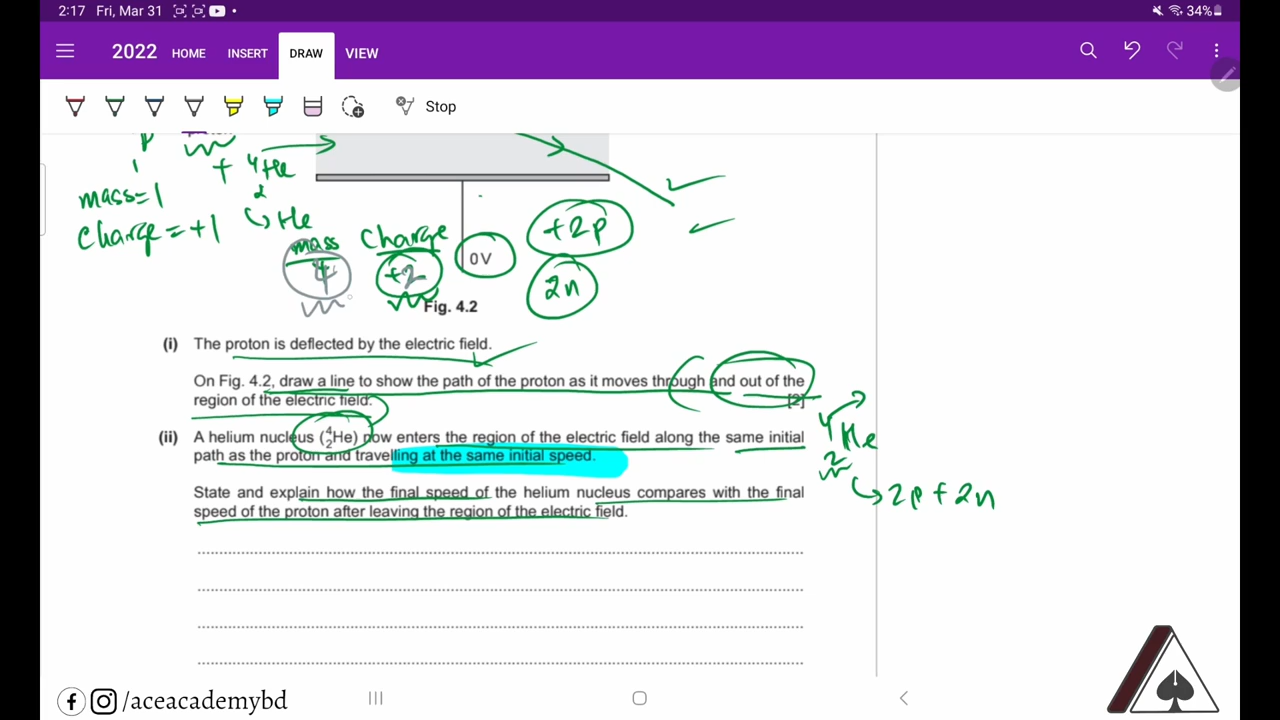 2:17 Fri, Mar 31 34%
2022 HOME INSERT DRAW VIEW
Stop
p
+ 4 He
2
mass=1
He
charge=+1
mass charge +2p
4 +2 0V
2n
Fig. 4.2
(i) The proton is deflected by the electric field.
On Fig. 4.2, draw a line to show the path of the proton as it moves through and out of the
region of the electric field. [2]
(ii) A helium nucleus (⁴₂He) now enters the region of the electric field along the same initial
path as the proton and travelling at the same initial speed.
4 He
2
2p + 2n
State and explain how the final speed of the helium nucleus compares with the final
speed of the proton after leaving the region of the electric field.
/aceacademybd